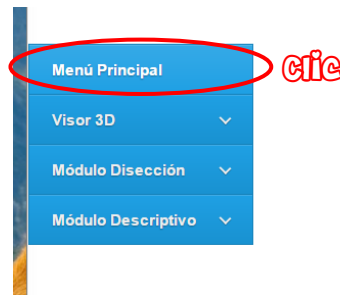 Menú Principal
clic
Visor 3D
Módulo Disección
Módulo Descriptivo